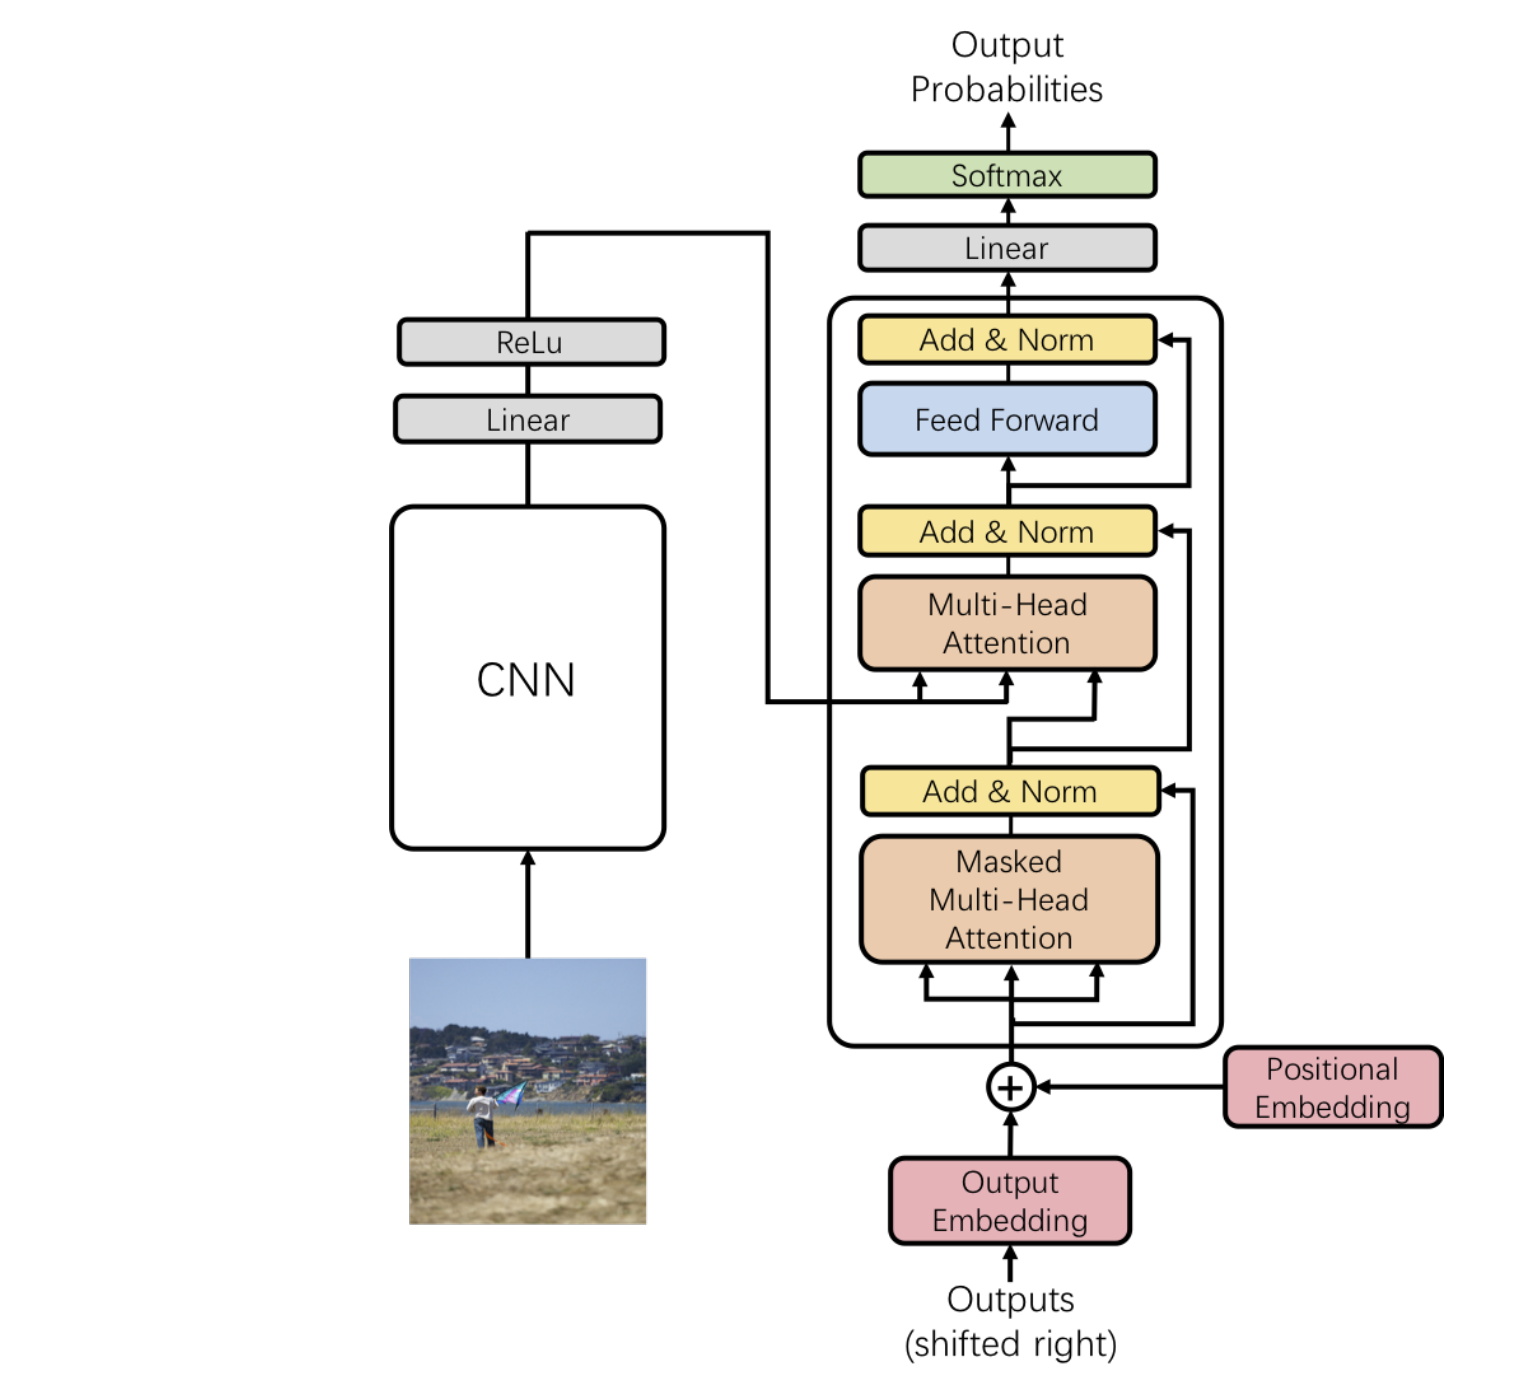 Output
Probabilities
Softmax
Linear
Add & Norm
Feed Forward
Add & Norm
Multi-Head
Attention
Add & Norm
Masked
Multi-Head
Attention
Positional
Embedding
Output
Embedding
Outputs
(shifted right)
ReLu
Linear
CNN